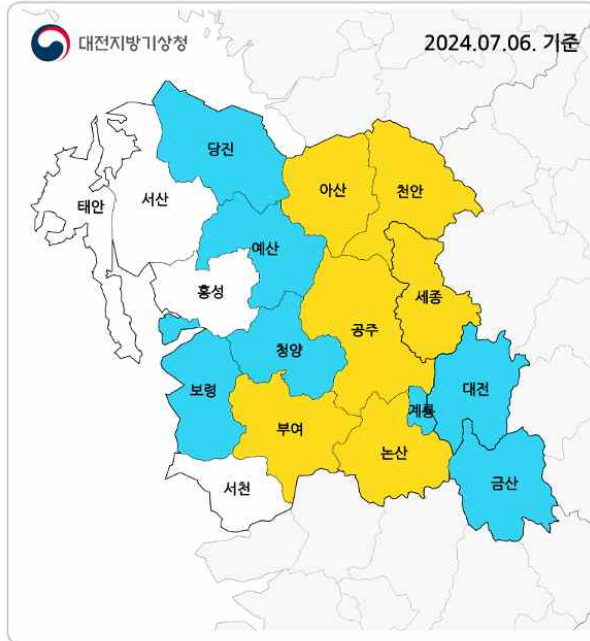 대전지방기상청
2024.07.06. 기준
당진
아산
천안
태안
서산
예산
홍성
세종
공주
청양
보령
계룡
대전
부여
논산
서천
금산